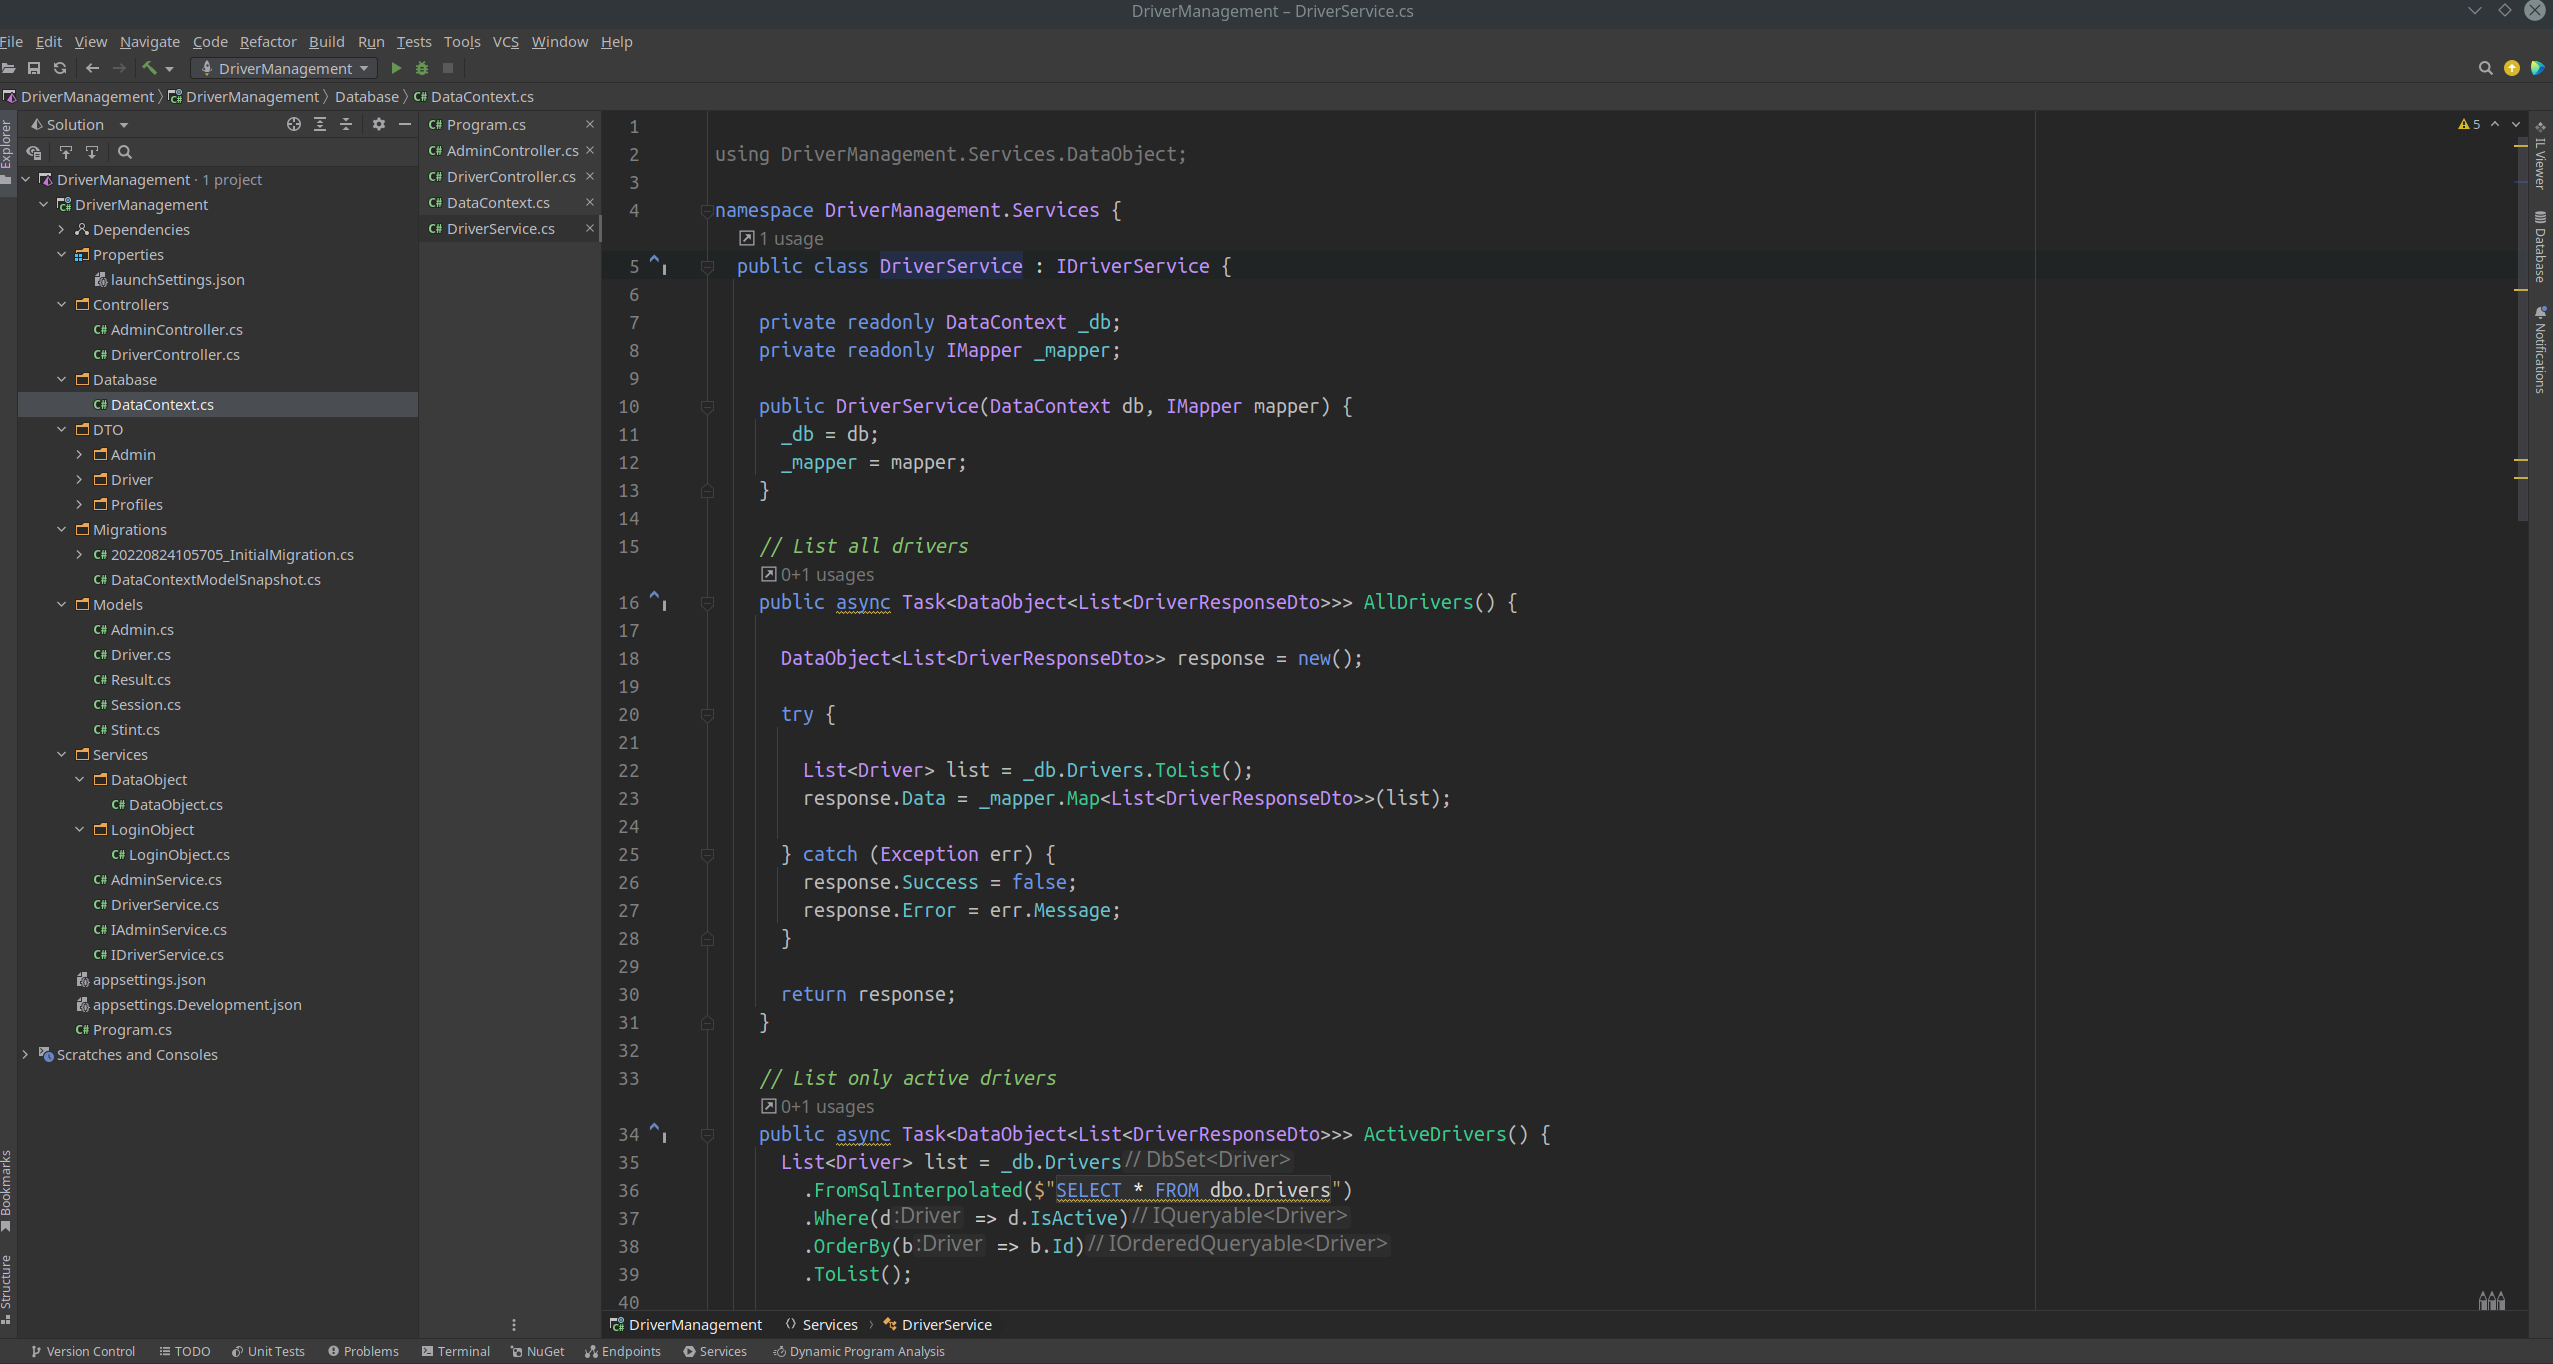 DriverManagement – DriverService.cs
File Edit View Navigate Code Refactor Build Run Tests Tools VCS Window Help
DriverManagement
DriverManagement DriverManagement Database C# DataContext.cs
Explorer
Solution
DriverManagement · 1 project
DriverManagement
Dependencies
Properties
launchSettings.json
Controllers
C# AdminController.cs
C# DriverController.cs
Database
C# DataContext.cs
DTO
Admin
Driver
Profiles
Migrations
C# 20220824105705_InitialMigration.cs
C# DataContextModelSnapshot.cs
Models
C# Admin.cs
C# Driver.cs
C# Result.cs
C# Session.cs
C# Stint.cs
Services
DataObject
C# DataObject.cs
LoginObject
C# LoginObject.cs
C# AdminService.cs
C# DriverService.cs
C# IAdminService.cs
C# IDriverService.cs
appsettings.json
appsettings.Development.json
C# Program.cs
Scratches and Consoles
Bookmarks
Structure
C# Program.cs
C# AdminController.cs
C# DriverController.cs
C# DataContext.cs
C# DriverService.cs
1
2 using DriverManagement.Services.DataObject;
3
4 namespace DriverManagement.Services {
1 usage
5 public class DriverService : IDriverService {
6
7 private readonly DataContext _db;
8 private readonly IMapper _mapper;
9
10 public DriverService(DataContext db, IMapper mapper) {
11 _db = db;
12 _mapper = mapper;
13 }
14
15 // List all drivers
0+1 usages
16 public async Task<DataObject<List<DriverResponseDto>>> AllDrivers() {
17
18 DataObject<List<DriverResponseDto>> response = new();
19
20 try {
21
22 List<Driver> list = _db.Drivers.ToList();
23 response.Data = _mapper.Map<List<DriverResponseDto>>(list);
24
25 } catch (Exception err) {
26 response.Success = false;
27 response.Error = err.Message;
28 }
29
30 return response;
31 }
32
33 // List only active drivers
0+1 usages
34 public async Task<DataObject<List<DriverResponseDto>>> ActiveDrivers() {
35 List<Driver> list = _db.Drivers // DbSet<Driver>
36 .FromSqlInterpolated($"SELECT * FROM dbo.Drivers")
37 .Where(d :Driver => d.IsActive) // IQueryable<Driver>
38 .OrderBy(b :Driver => b.Id) // IOrderedQueryable<Driver>
39 .ToList();
40
5
IL Viewer
Database
Notifications
DriverManagement Services DriverService
Version Control TODO Unit Tests Problems Terminal NuGet Endpoints Services Dynamic Program Analysis